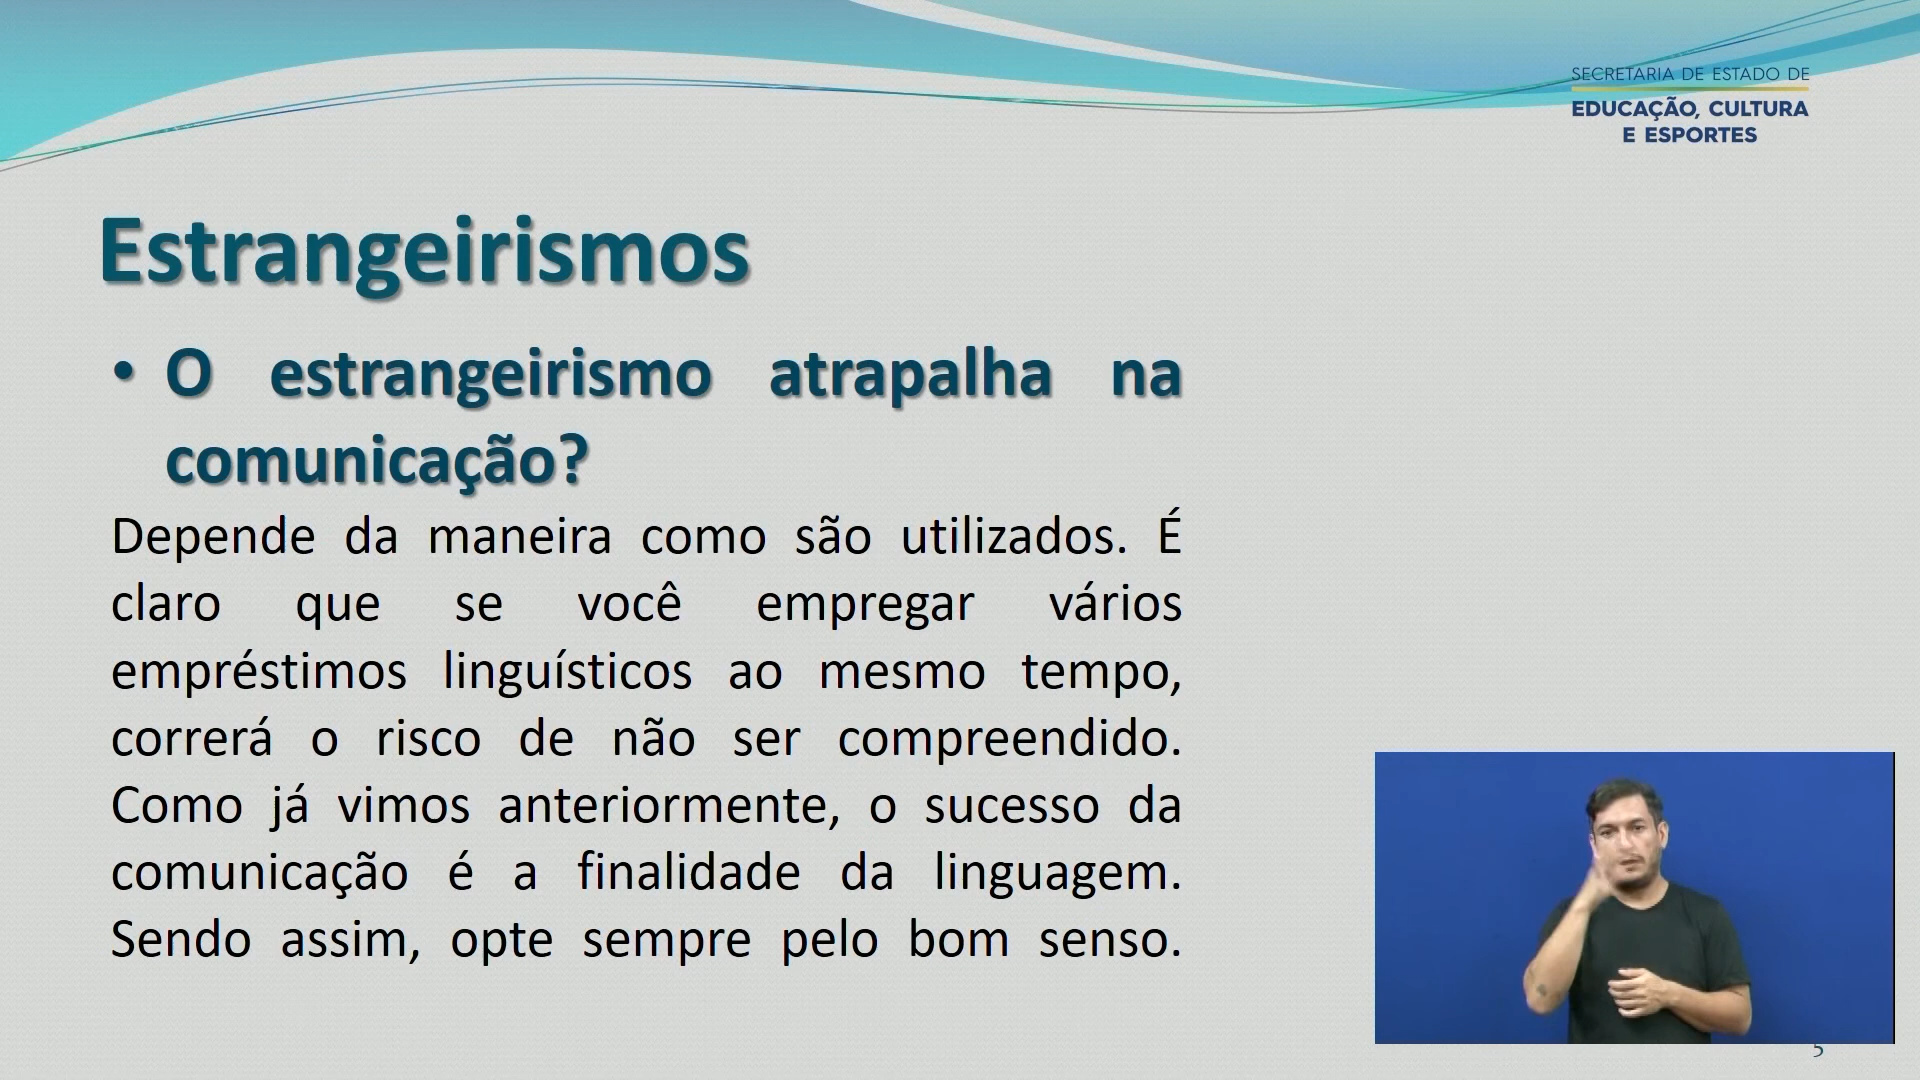 SECRETARIA DE ESTADO DE
EDUCAÇÃO, CULTURA
E ESPORTES
Estrangeirismos
• O estrangeirismo atrapalha na
comunicação?
Depende da maneira como são utilizados. É
claro que se você empregar vários
empréstimos linguísticos ao mesmo tempo,
correrá o risco de não ser compreendido.
Como já vimos anteriormente, o sucesso da
comunicação é a finalidade da linguagem.
Sendo assim, opte sempre pelo bom senso.
5